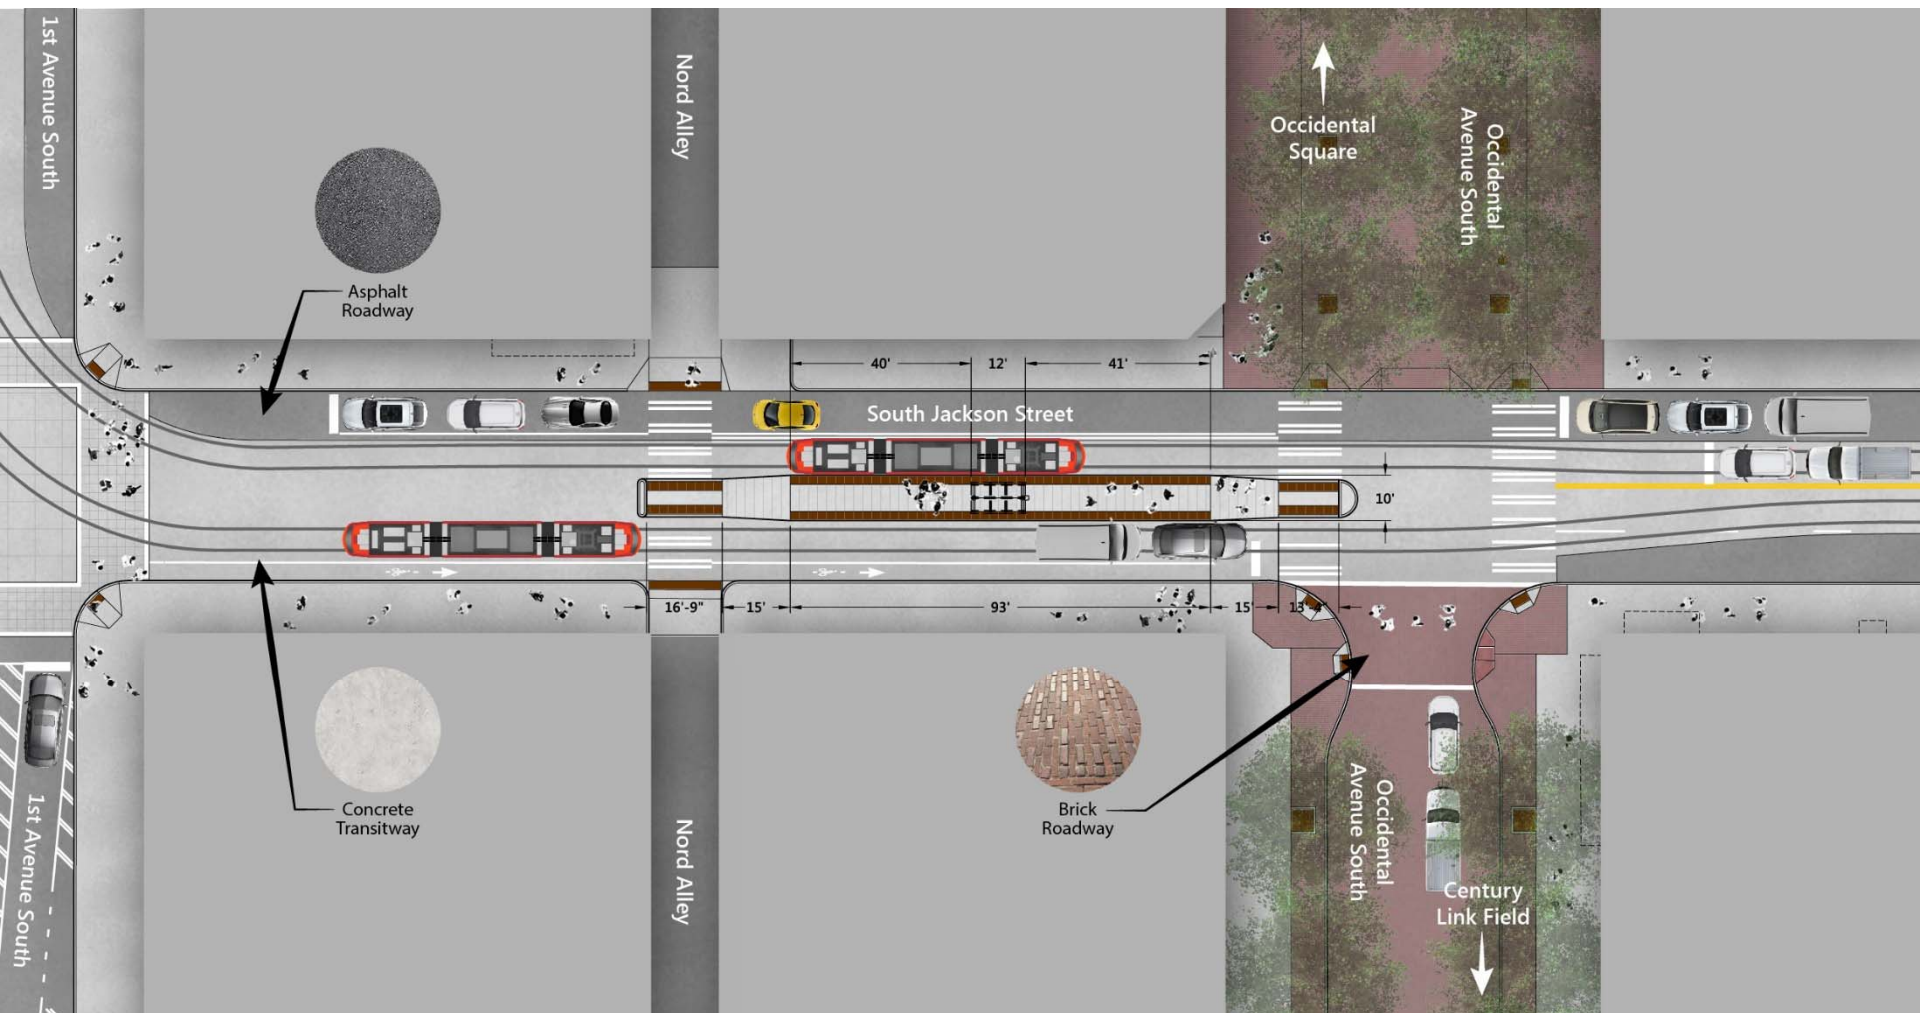 1st Avenue South
Nord Alley
Occidental
Square
Occidental
Avenue South
Asphalt
Roadway
40'
12'
41'
South Jackson Street
10'
16'-9"
15'
93'
15'
13'-4"
Concrete
Transitway
Brick
Roadway
1st Avenue South
Nord Alley
Occidental
Avenue South
Century
Link Field